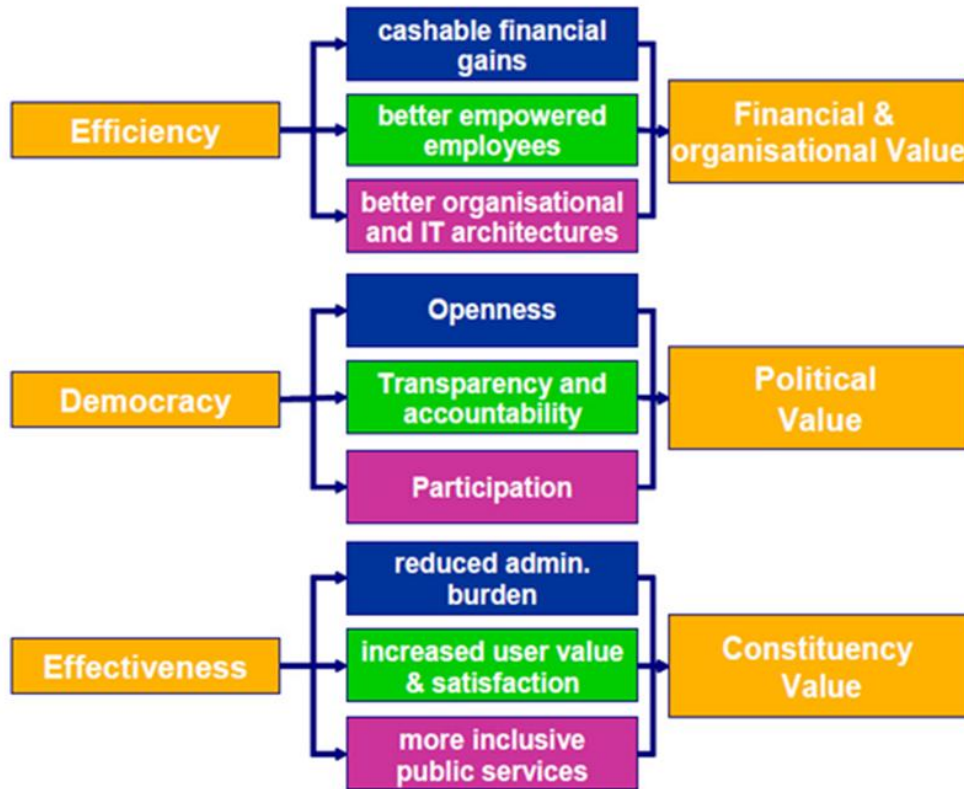 cashable financial
gains
Efficiency
better empowered
employees
Financial &
organisational Value
better organisational
and IT architectures
Openness
Democracy
Transparency and
accountability
Political
Value
Participation
reduced admin.
burden
Effectiveness
increased user value
& satisfaction
Constituency
Value
more inclusive
public services